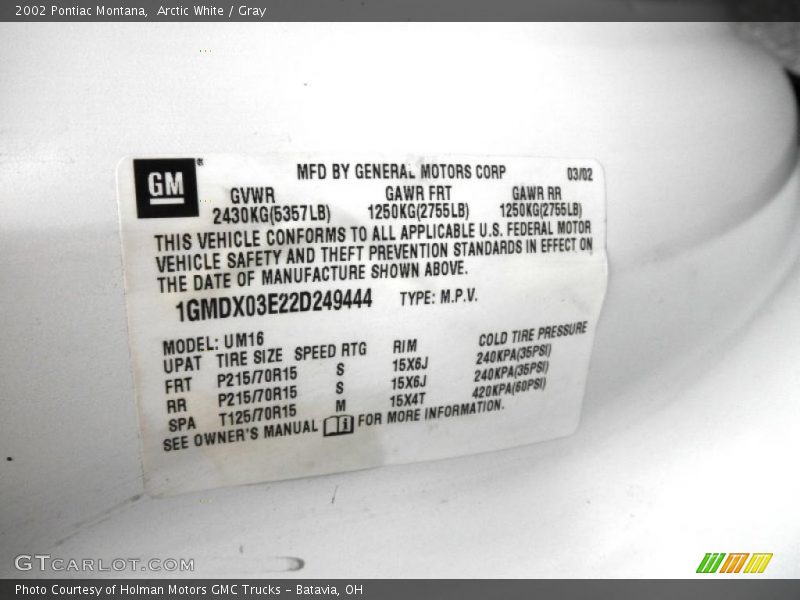 2002 Pontiac Montana, Arctic White / Gray
GM ®
MFD BY GENERAL MOTORS CORP 03/02
GVWR GAWR FRT GAWR RR
2430KG(5357LB) 1250KG(2755LB) 1250KG(2755LB)
THIS VEHICLE CONFORMS TO ALL APPLICABLE U.S. FEDERAL MOTOR
VEHICLE SAFETY AND THEFT PREVENTION STANDARDS IN EFFECT ON
THE DATE OF MANUFACTURE SHOWN ABOVE.
1GMDX03E22D249444 TYPE: M.P.V.
MODEL: UM16
UPAT TIRE SIZE SPEED RTG RIM COLD TIRE PRESSURE
FRT P215/70R15 S 15X6J 240KPA(35PSI)
RR P215/70R15 S 15X6J 240KPA(35PSI)
SPA T125/70R15 M 15X4T 420KPA(60PSI)
SEE OWNER'S MANUAL i FOR MORE INFORMATION.
GTCARLOT.COM
Photo Courtesy of Holman Motors GMC Trucks - Batavia, OH